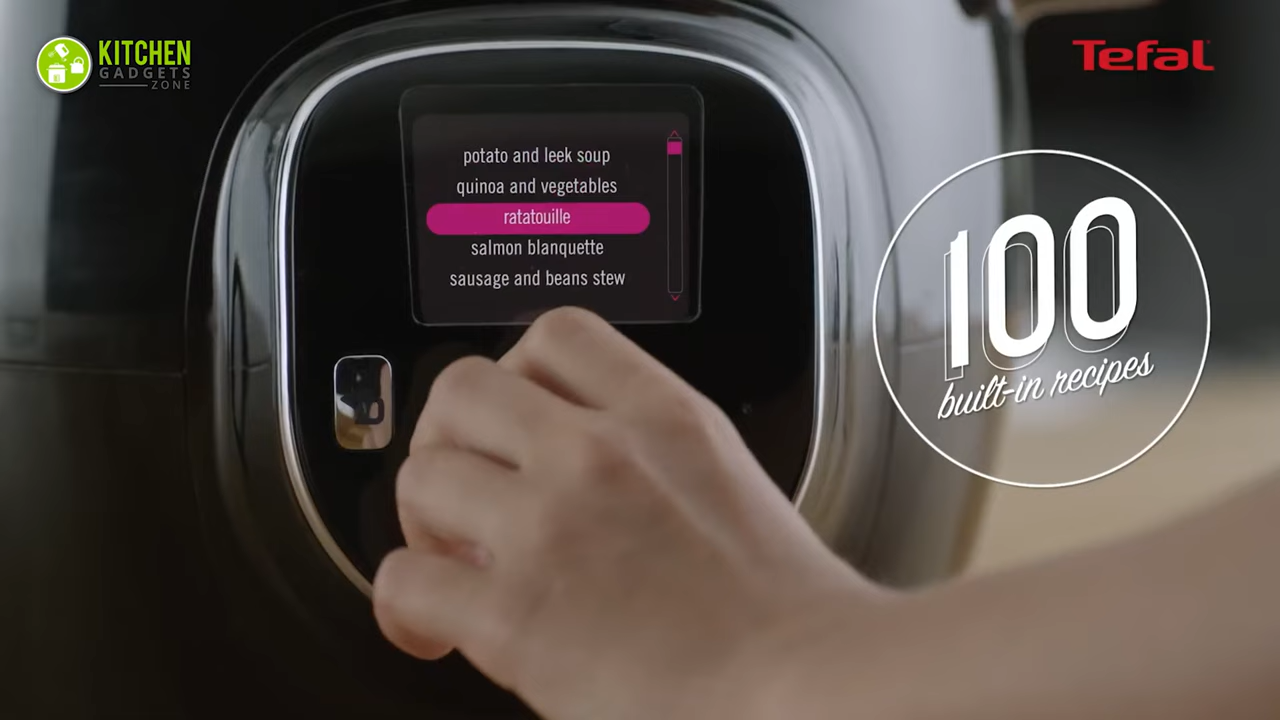 KITCHEN
GADGETS
ZONE
Tefal
potato and leek soup
quinoa and vegetables
ratatouille
salmon blanquette
sausage and beans stew
100
built-in recipes